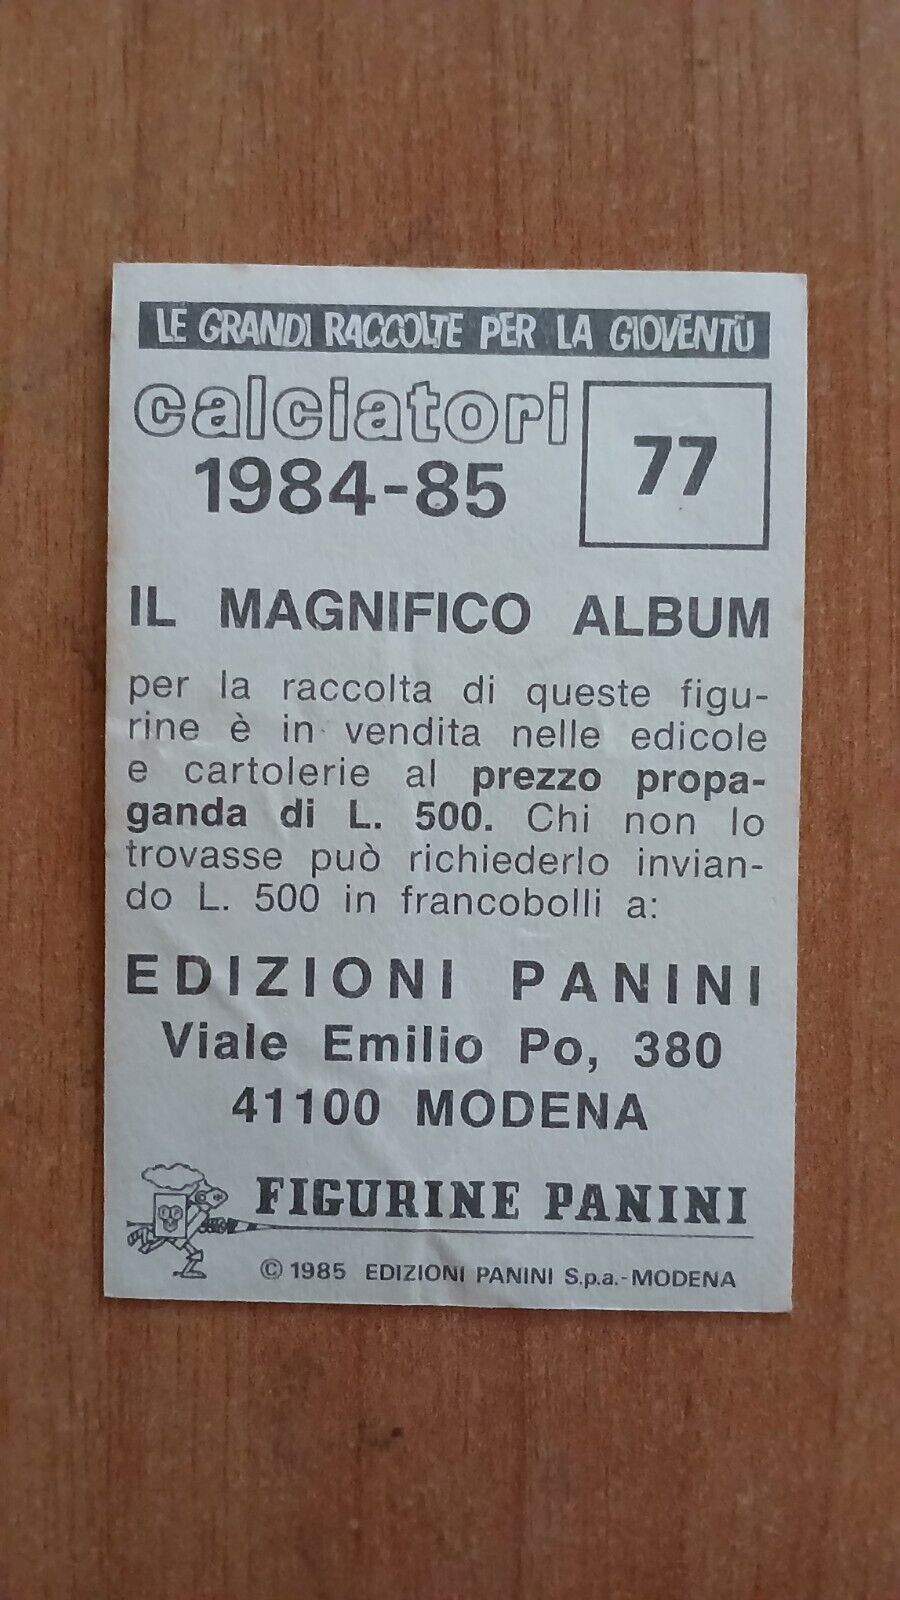 LE GRANDI RACCOLTE PER LA GIOVENTÙ
calciatori
1984-85
77
IL MAGNIFICO ALBUM
per la raccolta di queste figu-
rine è in vendita nelle edicole
e cartolerie al prezzo propa-
ganda di L. 500. Chi non lo
trovasse può richiederlo invian-
do L. 500 in francobolli a:
EDIZIONI PANINI
Viale Emilio Po, 380
41100 MODENA
FIGURINE PANINI
© 1985 EDIZIONI PANINI S.p.a.-MODENA